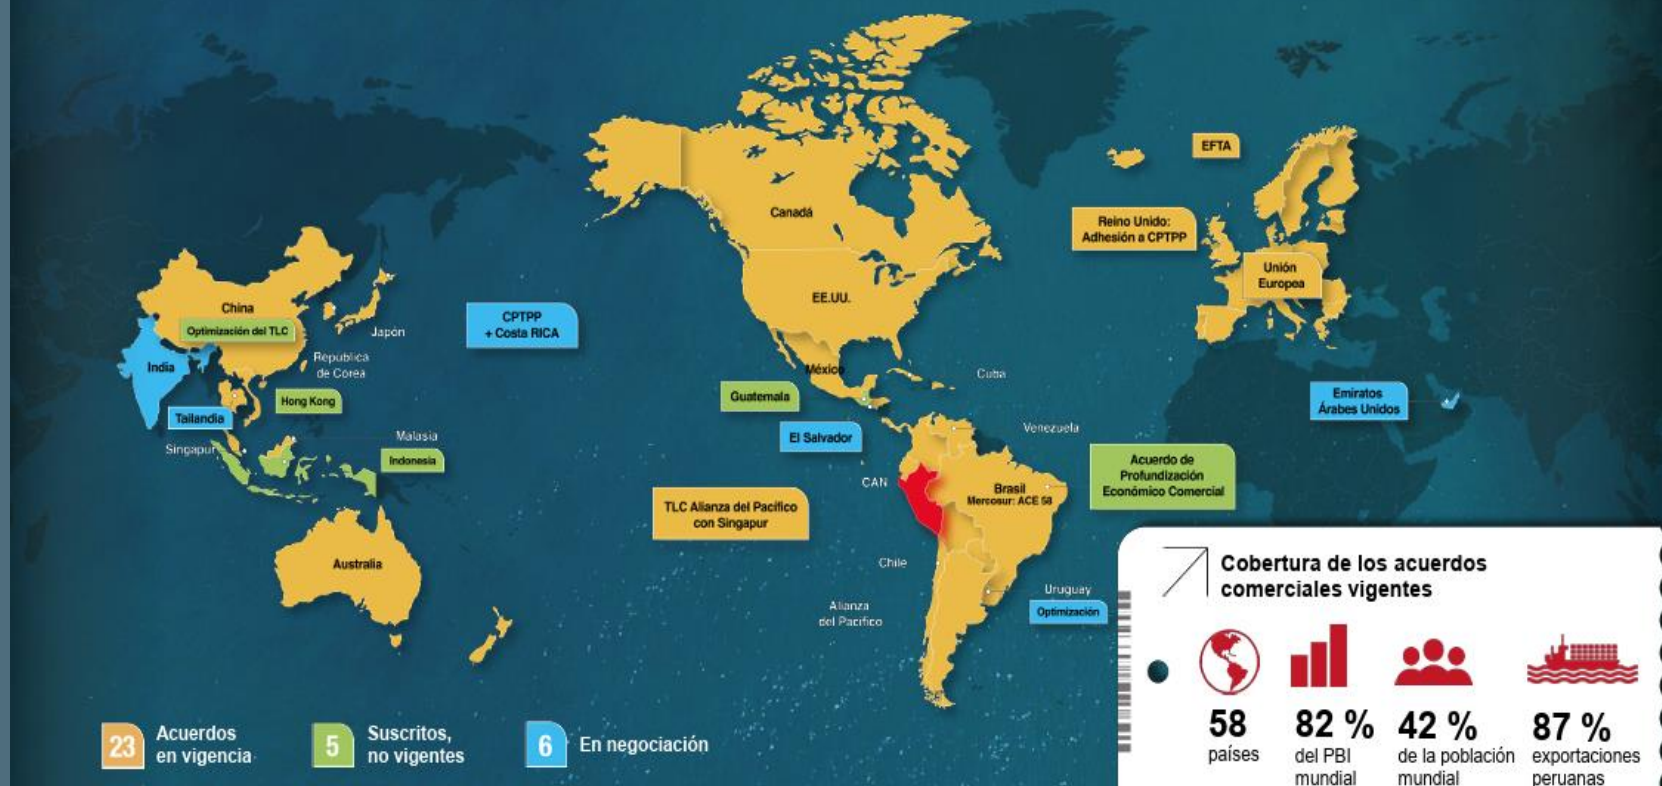 EFTA
Canadá
Reino Unido:
Adhesión a CPTPP
Unión
Europea
China
Optimización del TLC
EE.UU.
CPTPP
+ Costa RICA
Japón
India
República
de Corea
México
Cuba
Hong Kong
Guatemala
Emiratos
Árabes Unidos
Tailandia
El Salvador
Venezuela
Malasia
Singapur
Indonesia
Acuerdo de
Profundización
Económico Comercial
CAN
Brasil
Mercosur: ACE 58
TLC Alianza del Pacífico
con Singapur
Australia
Chile
Uruguay
Optimización
Alianza
del Pacífico
Cobertura de los acuerdos
comerciales vigentes
58
países
82 %
del PBI
mundial
42 %
de la población
mundial
87 %
exportaciones
peruanas
23
Acuerdos
en vigencia
5
Suscritos,
no vigentes
6
En negociación